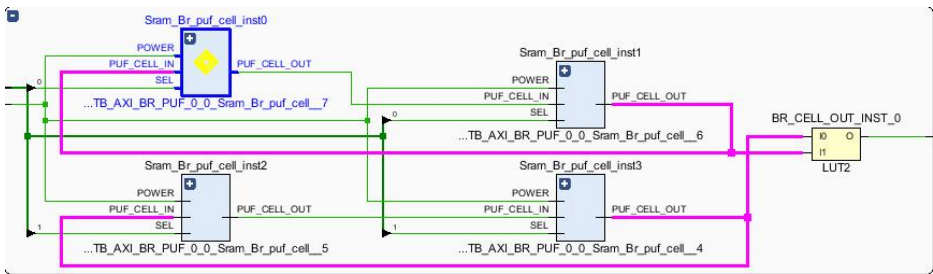 Sram_Br_puf_cell_inst0
POWER
PUF_CELL_IN
PUF_CELL_OUT
SEL
0
...TB_AXI_BR_PUF_0_0_Sram_Br_puf_cell__7
Sram_Br_puf_cell_inst1
POWER
PUF_CELL_IN
PUF_CELL_OUT
SEL
0
...TB_AXI_BR_PUF_0_0_Sram_Br_puf_cell__6
BR_CELL_OUT_INST_0
I0
O
I1
LUT2
Sram_Br_puf_cell_inst2
POWER
PUF_CELL_IN
PUF_CELL_OUT
SEL
1
...TB_AXI_BR_PUF_0_0_Sram_Br_puf_cell__5
Sram_Br_puf_cell_inst3
POWER
PUF_CELL_IN
PUF_CELL_OUT
SEL
1
...TB_AXI_BR_PUF_0_0_Sram_Br_puf_cell__4